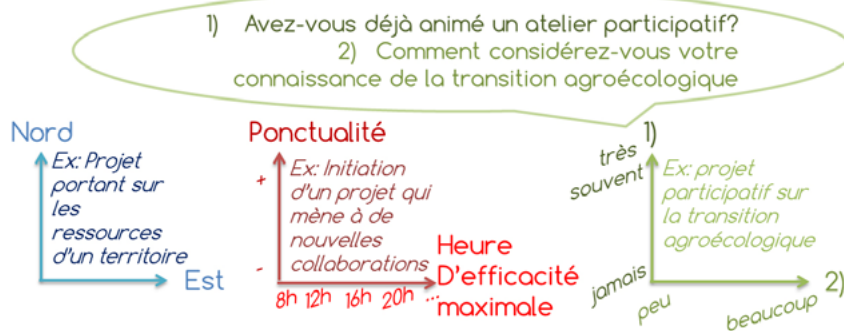 1) Avez-vous déjà animé un atelier participatif?
2) Comment considérez-vous votre
connaissance de la transition agroécologique
Nord
Ex: Projet
portant sur
les
ressources
d'un territoire
Est
Ponctualité
+
-
Ex: Initiation
d'un projet qui
mène à de
nouvelles
collaborations
8h 12h 16h 20h ...
Heure
D'efficacité
maximale
1)
très
souvent
jamais
Ex: projet
participatif sur
la transition
agroécologique
peu
beaucoup
2)